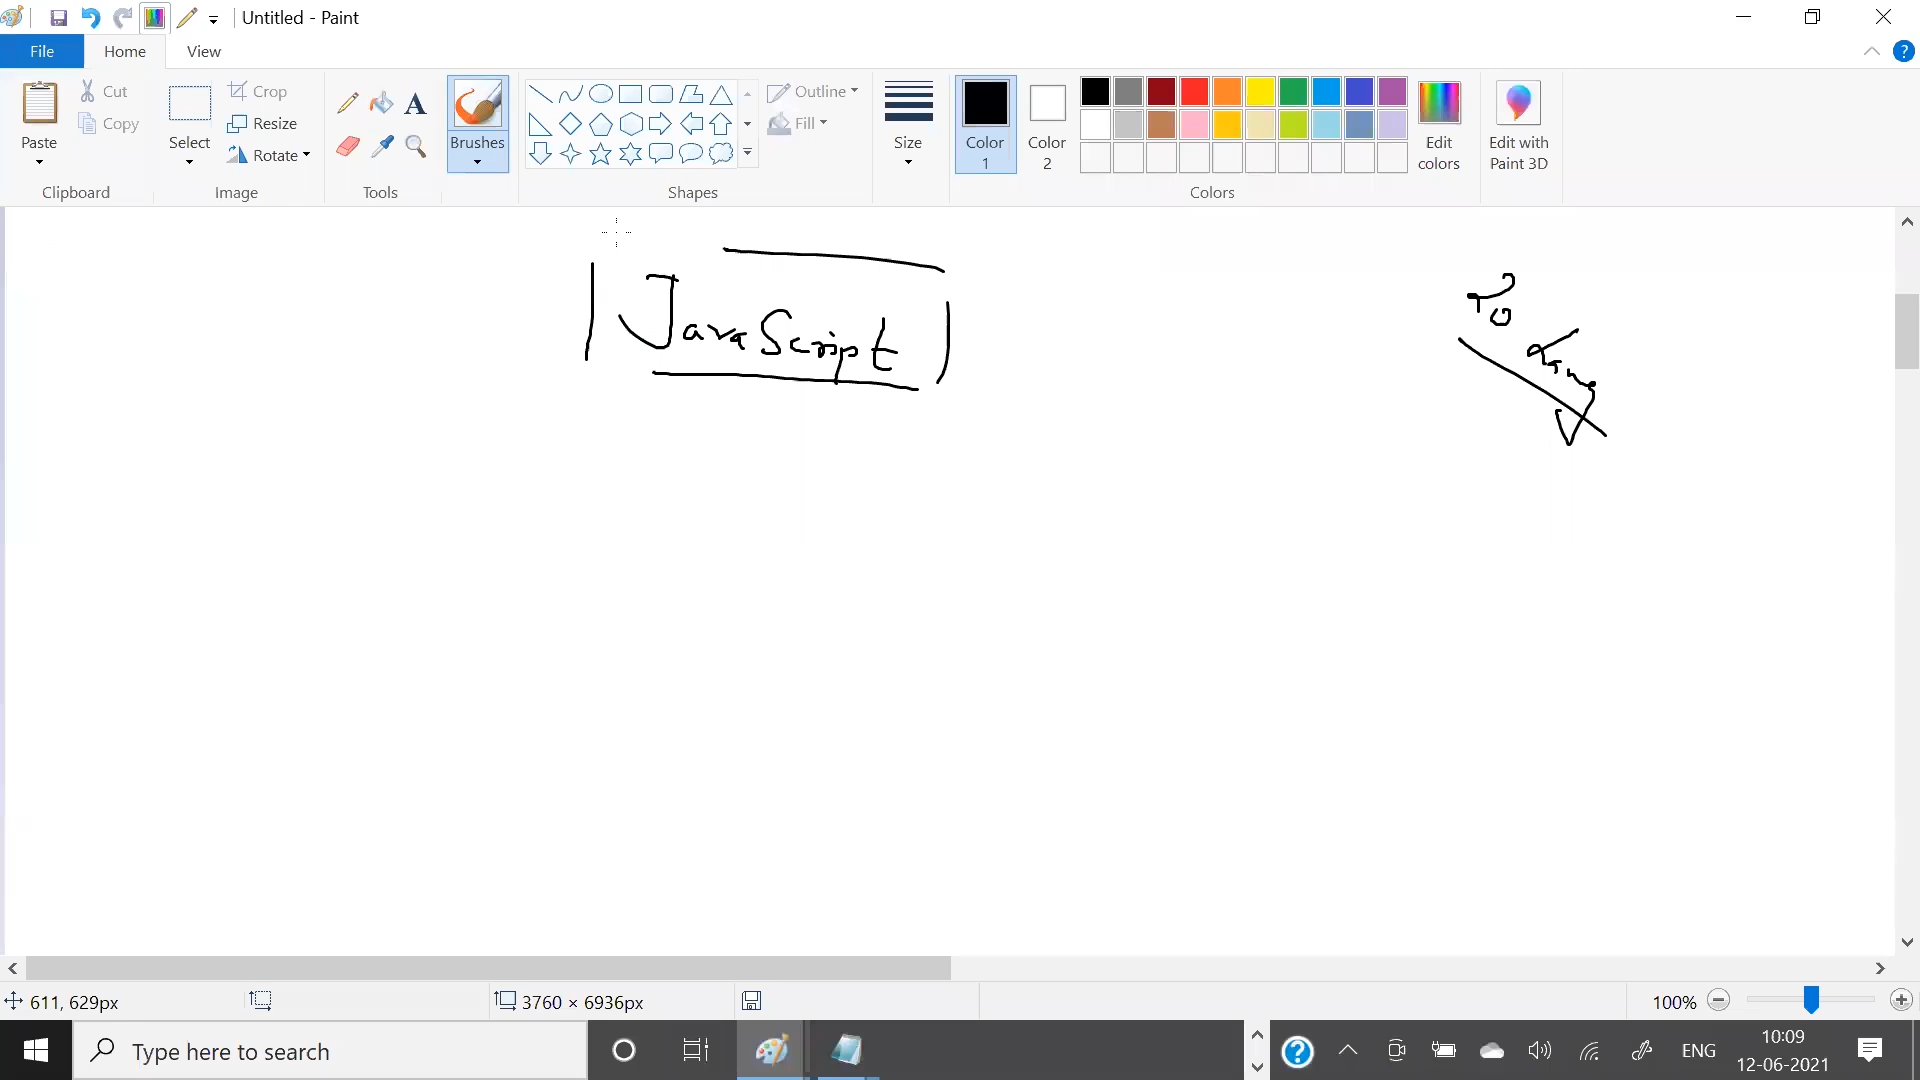 Untitled - Paint
File
Home
View
Paste
Cut
Copy
Clipboard
Select
Crop
Resize
Rotate
Image
Tools
Brushes
Shapes
Outline
Fill
Size
Color 1
Color 2
Colors
Edit colors
Edit with Paint 3D
JavaScript
611, 629px
3760 × 6936px
100%
Type here to search
ENG
10:09
12-06-2021